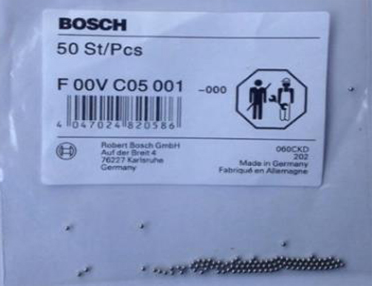 BOSCH
50 St/Pcs
F 00V C05 001 -000
4 047024 820586
Robert Bosch GmbH
Auf der Breit 4
76227 Karlsruhe
Germany
060CKD
202
Made in Germany
Fabriqué en Allemagne